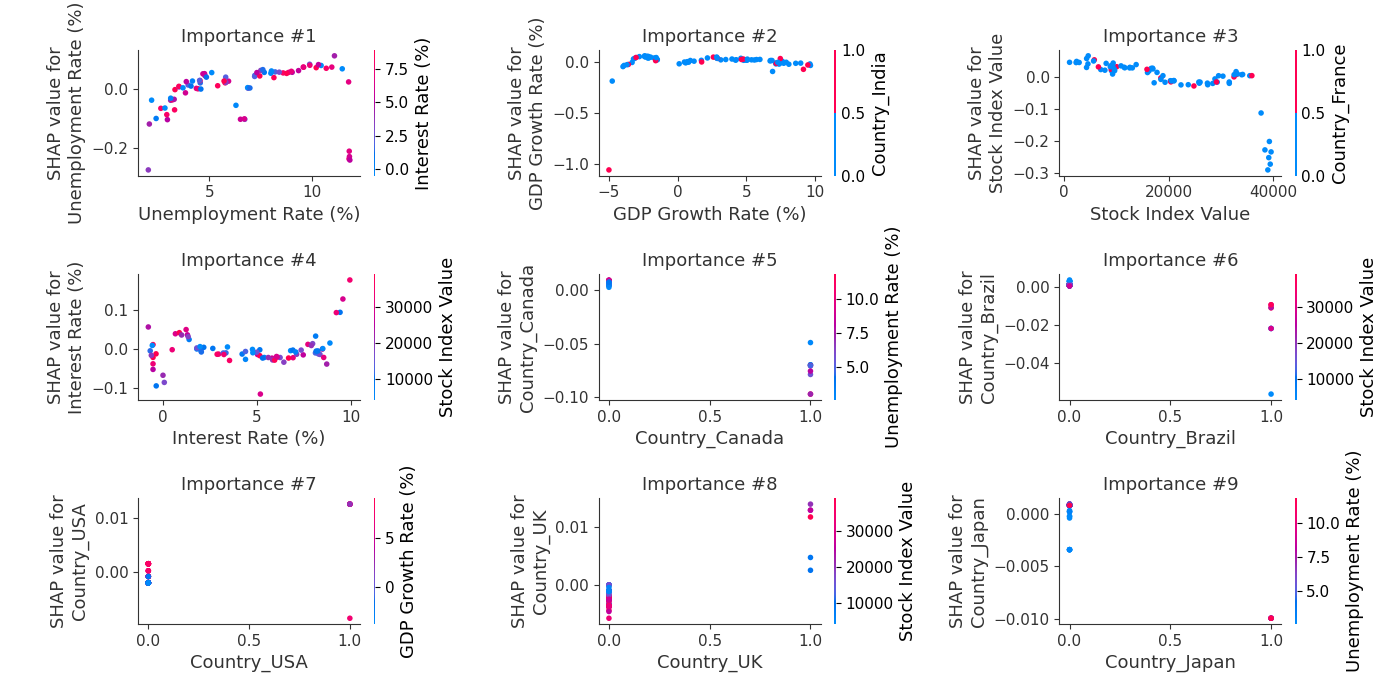 Importance #1
SHAP value for
Unemployment Rate (%)
0.0
−0.2
5
10
Unemployment Rate (%)
7.5
5.0
2.5
0.0
Interest Rate (%)
Importance #2
SHAP value for
GDP Growth Rate (%)
0.0
−0.5
−1.0
−5
0
5
10
GDP Growth Rate (%)
1.0
0.5
0.0
Country_India
Importance #3
SHAP value for
Stock Index Value
0.0
−0.1
−0.2
−0.3
0
20000
40000
Stock Index Value
1.0
0.5
0.0
Country_France
Importance #4
SHAP value for
Interest Rate (%)
0.1
0.0
−0.1
0
5
10
Interest Rate (%)
30000
20000
10000
Stock Index Value
Importance #5
SHAP value for
Country_Canada
0.00
−0.05
−0.10
0.0
0.5
1.0
Country_Canada
10.0
7.5
5.0
Unemployment Rate (%)
Importance #6
SHAP value for
Country_Brazil
0.00
−0.02
−0.04
0.0
0.5
1.0
Country_Brazil
30000
20000
10000
Stock Index Value
Importance #7
SHAP value for
Country_USA
0.01
0.00
0.0
0.5
1.0
Country_USA
5
0
GDP Growth Rate (%)
Importance #8
SHAP value for
Country_UK
0.01
0.00
0.0
0.5
1.0
Country_UK
30000
20000
10000
Stock Index Value
Importance #9
SHAP value for
Country_Japan
0.000
−0.005
−0.010
0.0
0.5
1.0
Country_Japan
10.0
7.5
5.0
Unemployment Rate (%)